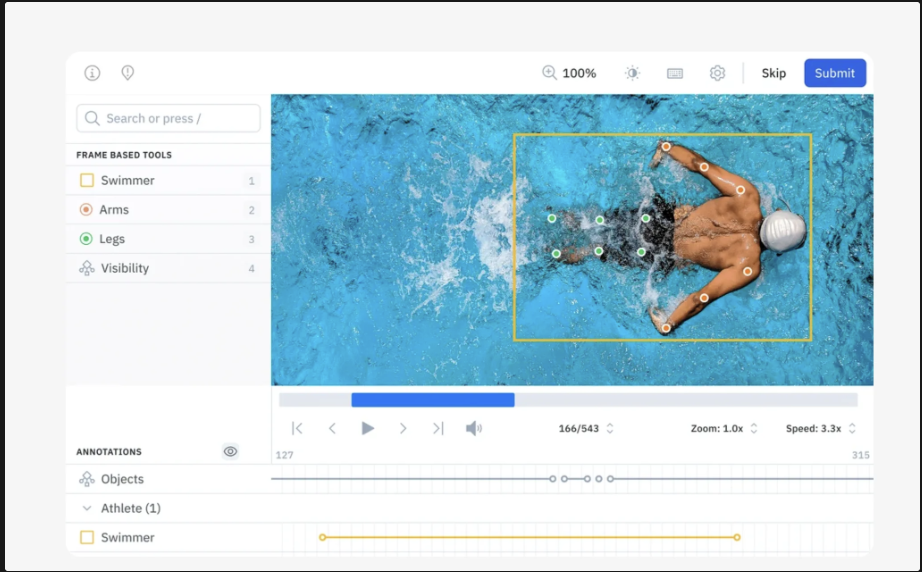 100%
Skip
Submit
Search or press /
FRAME BASED TOOLS
Swimmer 1
Arms 2
Legs 3
Visibility 4
166/543
Zoom: 1.0x
Speed: 3.3x
ANNOTATIONS
127
315
Objects
Athlete (1)
Swimmer